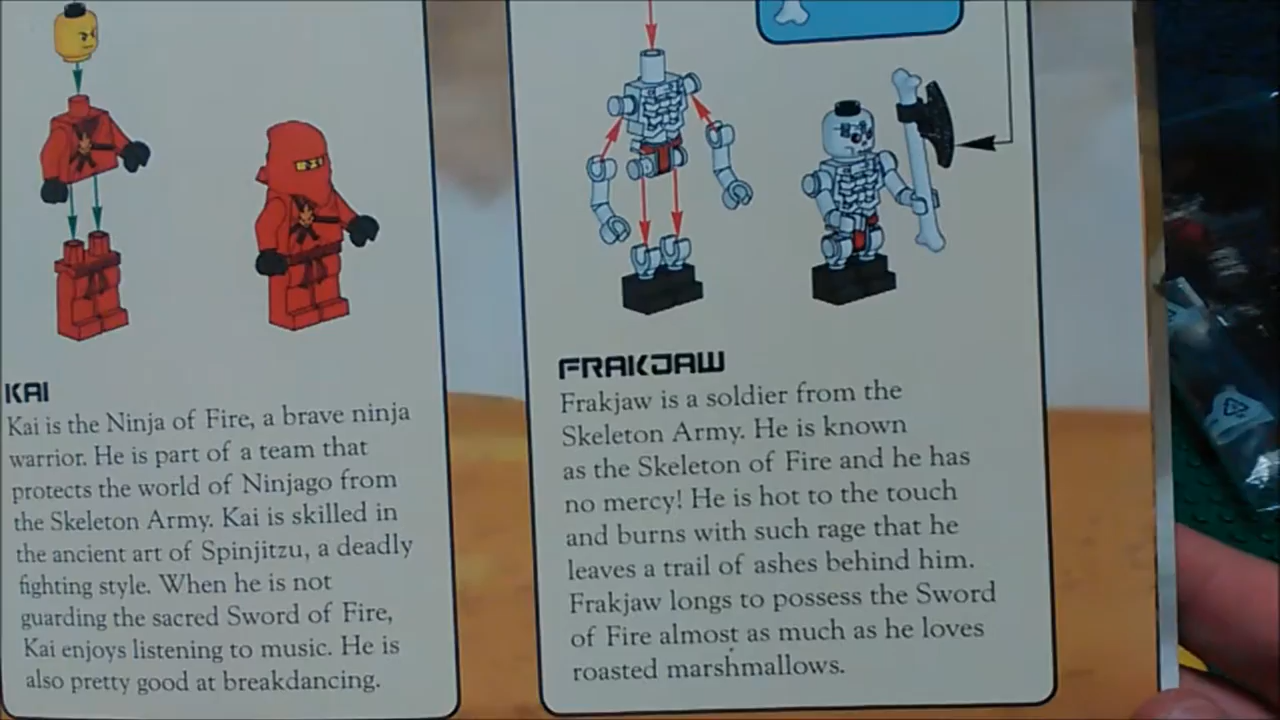 KAI
Kai is the Ninja of Fire, a brave ninja
warrior. He is part of a team that
protects the world of Ninjago from
the Skeleton Army. Kai is skilled in
the ancient art of Spinjitzu, a deadly
fighting style. When he is not
guarding the sacred Sword of Fire,
Kai enjoys listening to music. He is
also pretty good at breakdancing.
FRAKJAW
Frakjaw is a soldier from the
Skeleton Army. He is known
as the Skeleton of Fire and he has
no mercy! He is hot to the touch
and burns with such rage that he
leaves a trail of ashes behind him.
Frakjaw longs to possess the Sword
of Fire almost as much as he loves
roasted marshmallows.